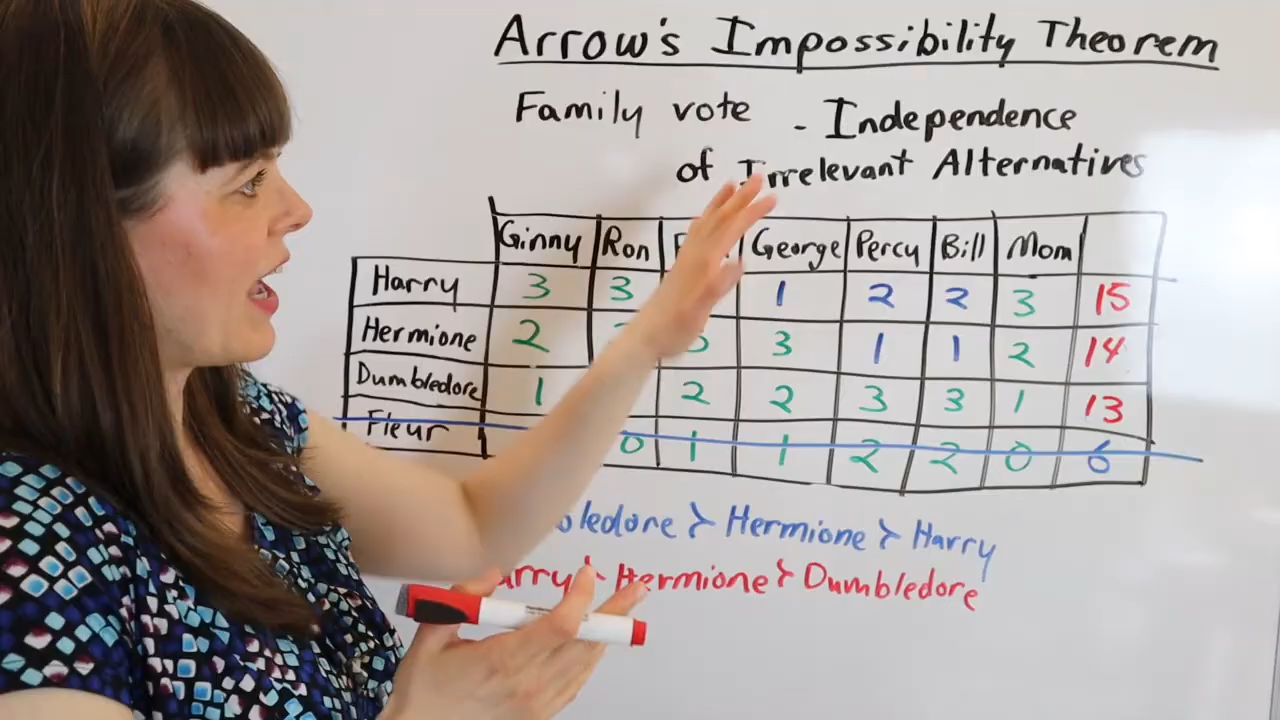 Arrow's Impossibility Theorem
Family vote - Independence
of Irrelevant Alternatives
Ginny Ron George Percy Bill Mom
Harry 3 3 1 2 2 3 15
Hermione 2 3 1 1 2 14
Dumbledore 1 2 2 3 3 1 13
Fleur 0 1 1 2 2 0 6
> Hermione > Harry
> Hermione > Dumbledore